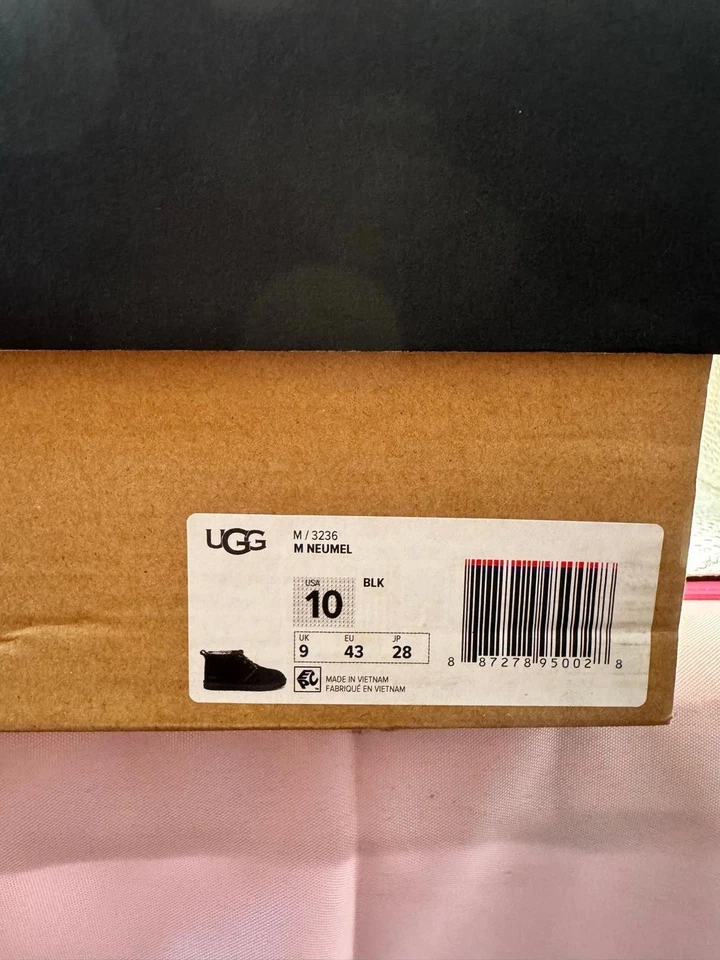 UGG
M / 3236
M NEUMEL
USA
10
BLK
UK EU JP
9 43 28
MADE IN VIETNAM
FABRIQUÉ EN VIETNAM
8 87278 95002 8